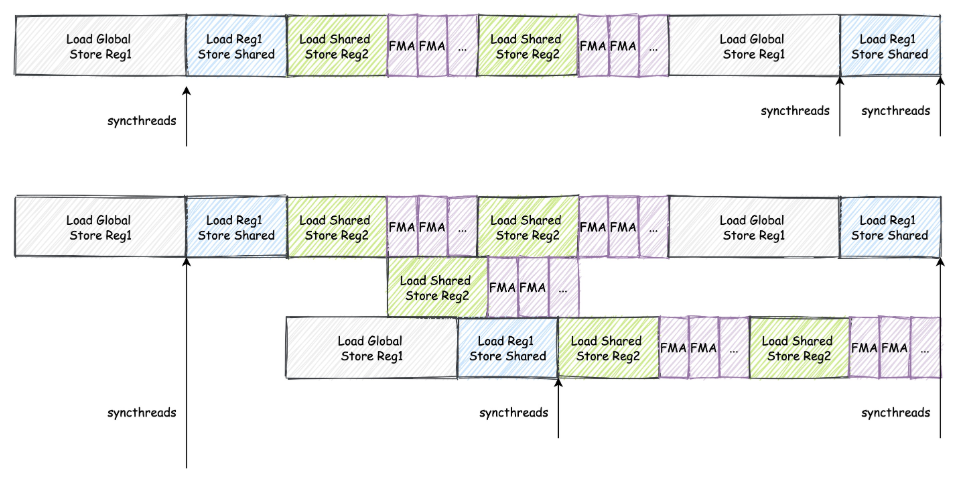 Load Global
Store Reg1
Load Reg1
Store Shared
Load Shared
Store Reg2
FMA
FMA
...
Load Shared
Store Reg2
FMA
FMA
...
Load Global
Store Reg1
Load Reg1
Store Shared
syncthreads
syncthreads
syncthreads
Load Global
Store Reg1
Load Reg1
Store Shared
Load Shared
Store Reg2
FMA
FMA
...
Load Shared
Store Reg2
FMA
FMA
...
Load Global
Store Reg1
Load Reg1
Store Shared
Load Shared
Store Reg2
FMA
FMA
...
Load Global
Store Reg1
Load Reg1
Store Shared
Load Shared
Store Reg2
FMA
FMA
...
Load Shared
Store Reg2
FMA
FMA
...
syncthreads
syncthreads
syncthreads